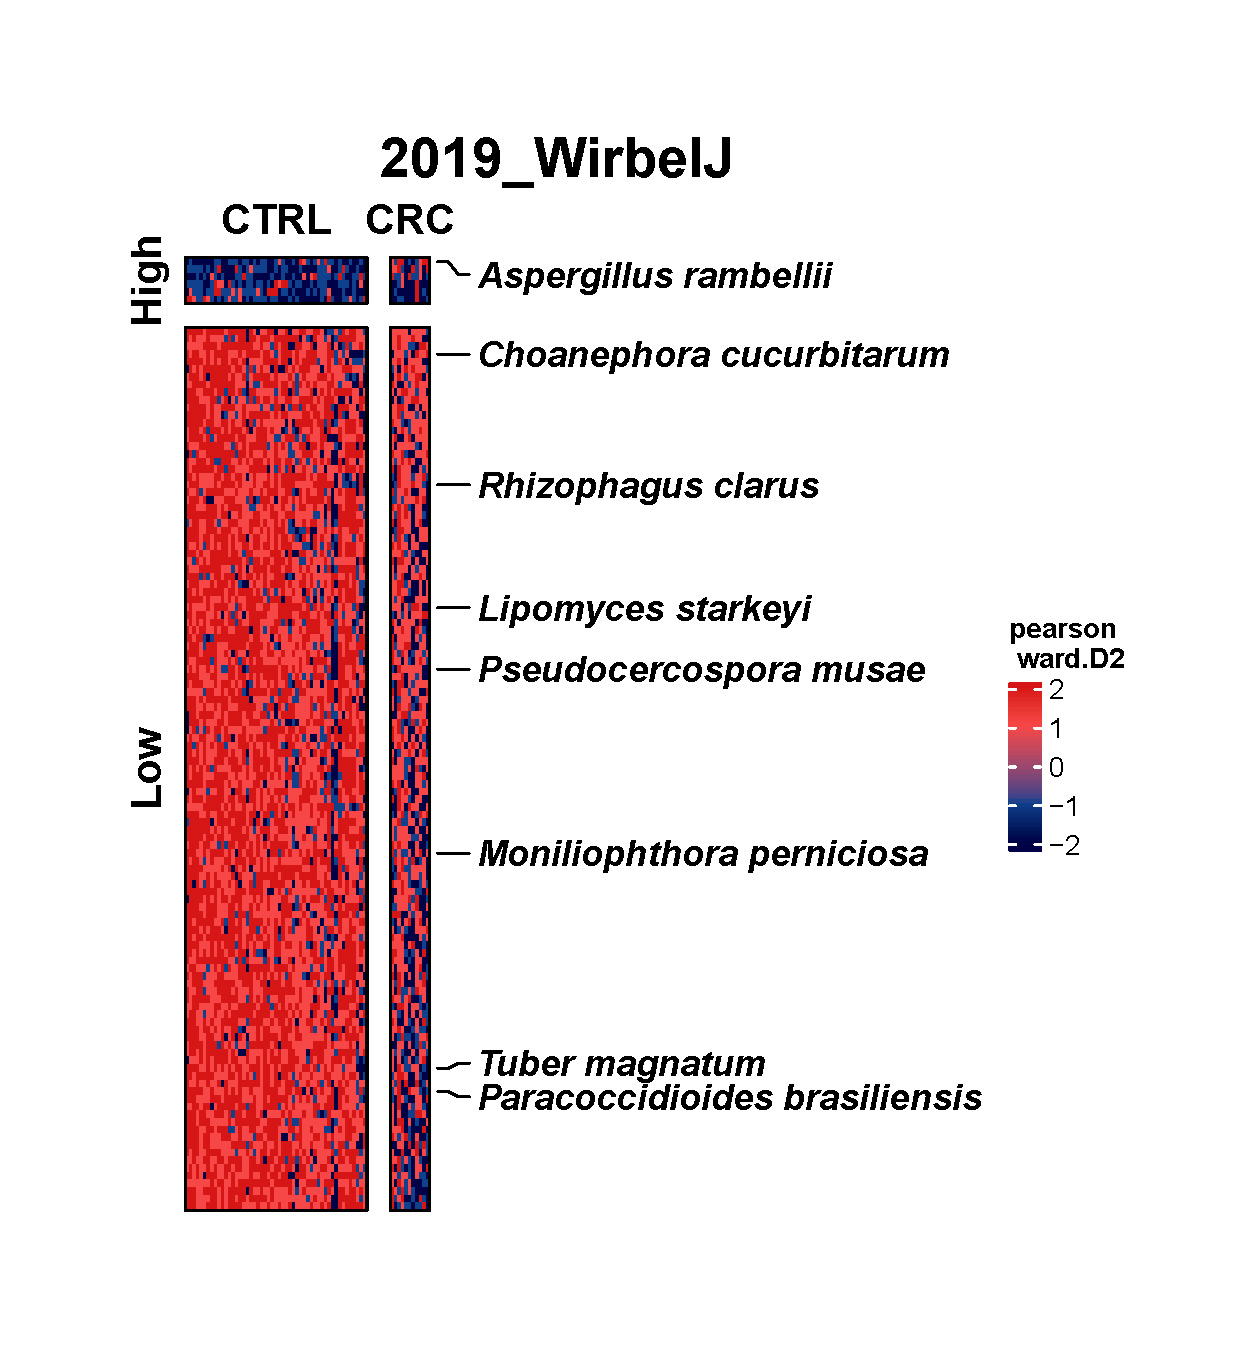 2019_WirbelJ
CTRL CRC
High
Aspergillus rambellii
Choanephora cucurbitarum
Rhizophagus clarus
Lipomyces starkeyi
Pseudocercospora musae
Low
Moniliophthora perniciosa
Tuber magnatum
Paracoccidioides brasiliensis
pearson
ward.D2
2
1
0
−1
−2